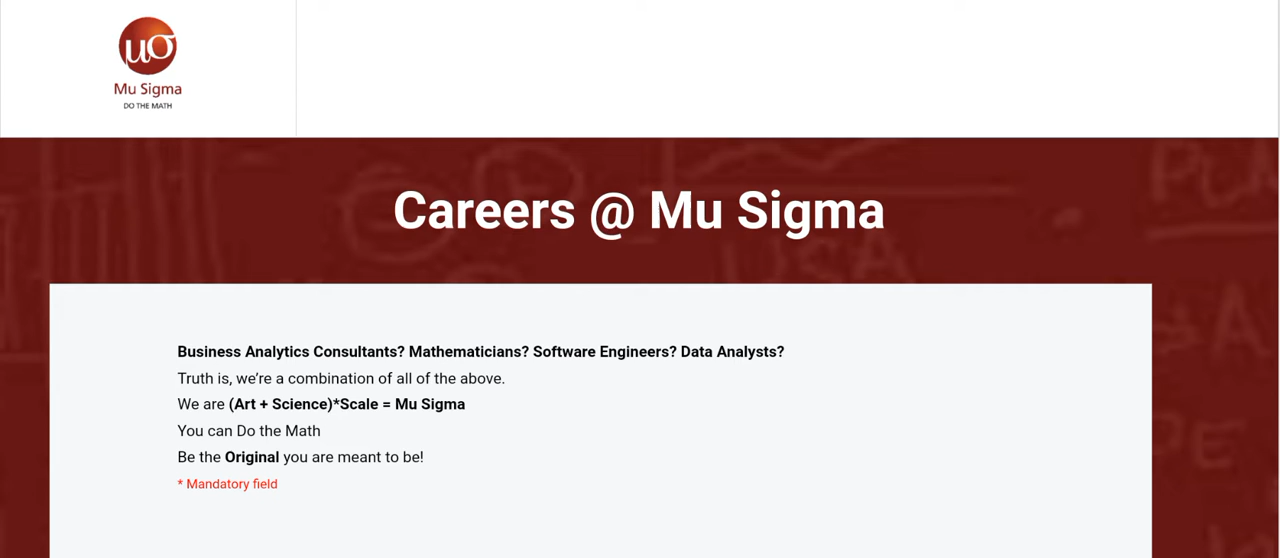 μσ
Mu Sigma
DO THE MATH
Careers @ Mu Sigma
Business Analytics Consultants? Mathematicians? Software Engineers? Data Analysts?
Truth is, we’re a combination of all of the above.
We are (Art + Science)*Scale = Mu Sigma
You can Do the Math
Be the Original you are meant to be!
* Mandatory field